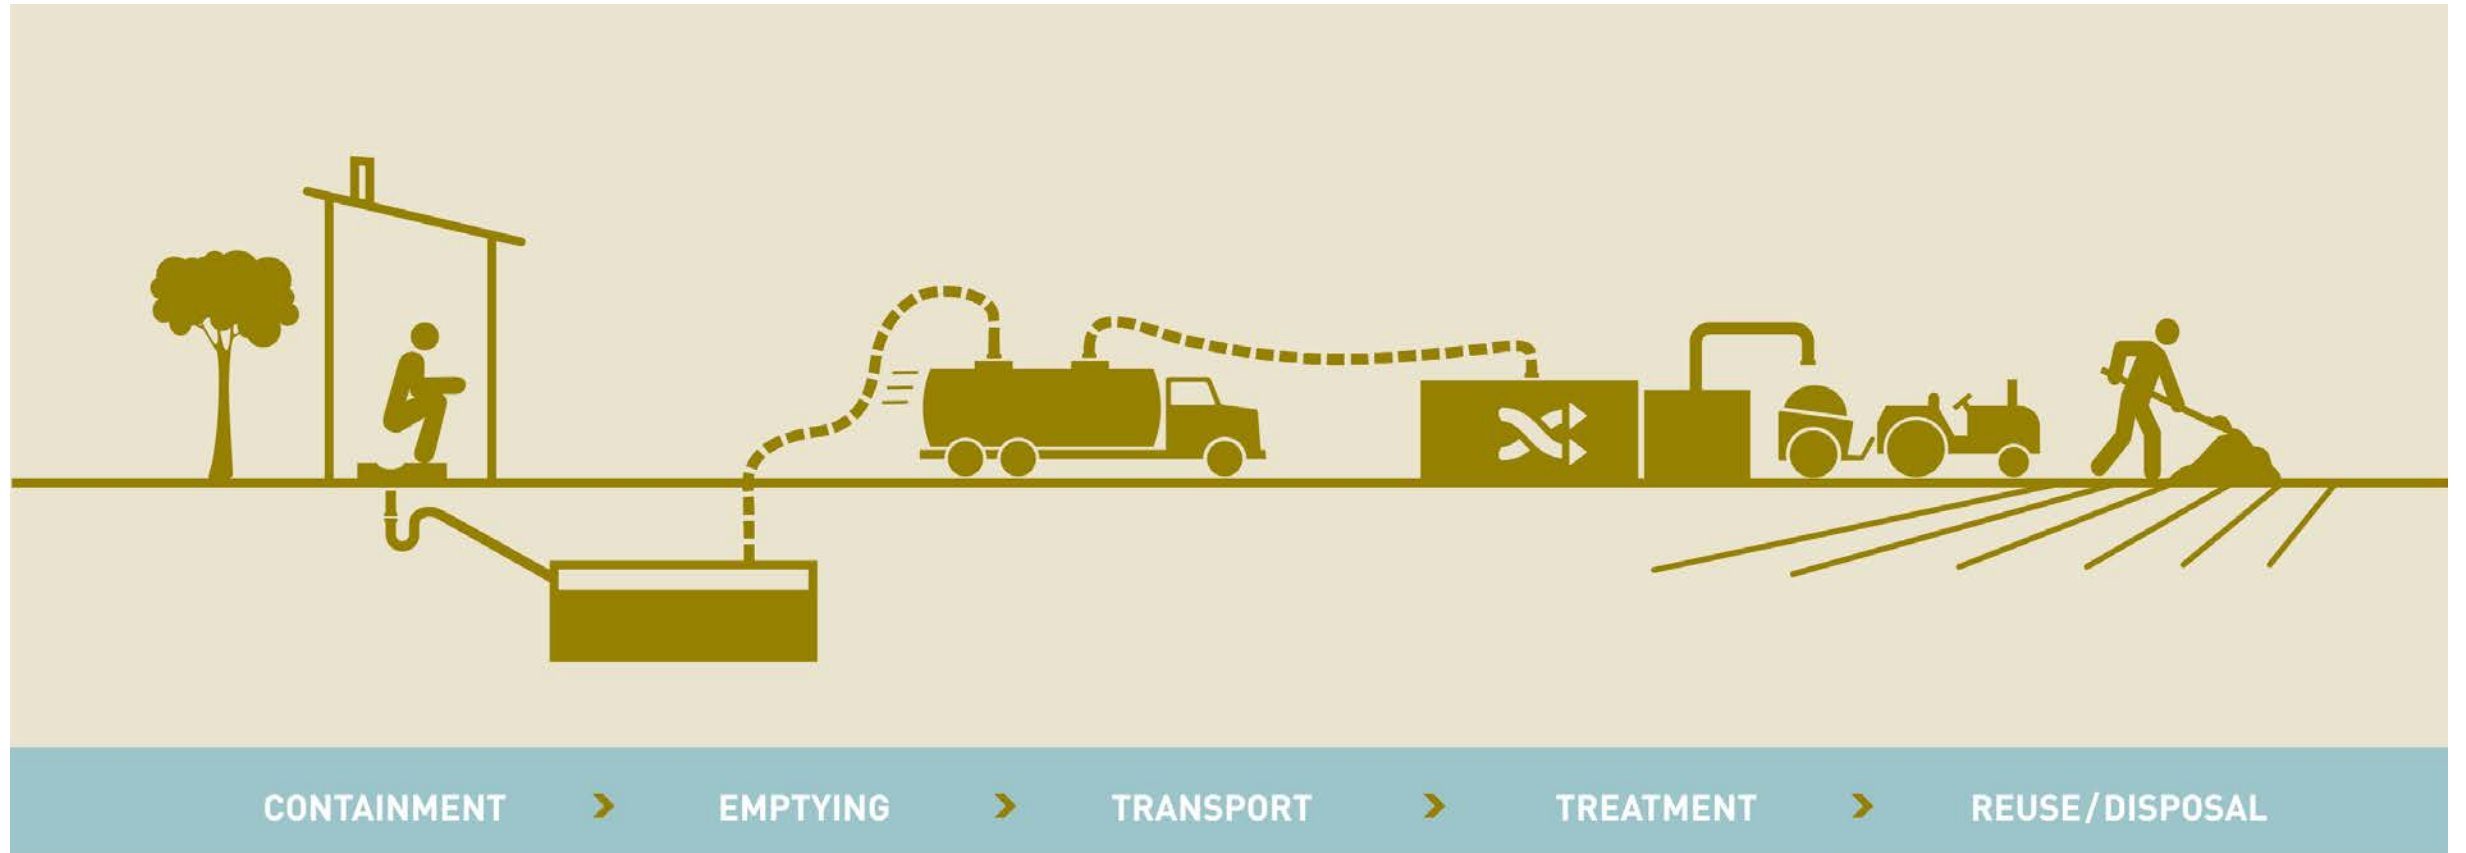 CONTAINMENT > EMPTYING > TRANSPORT > TREATMENT > REUSE/DISPOSAL